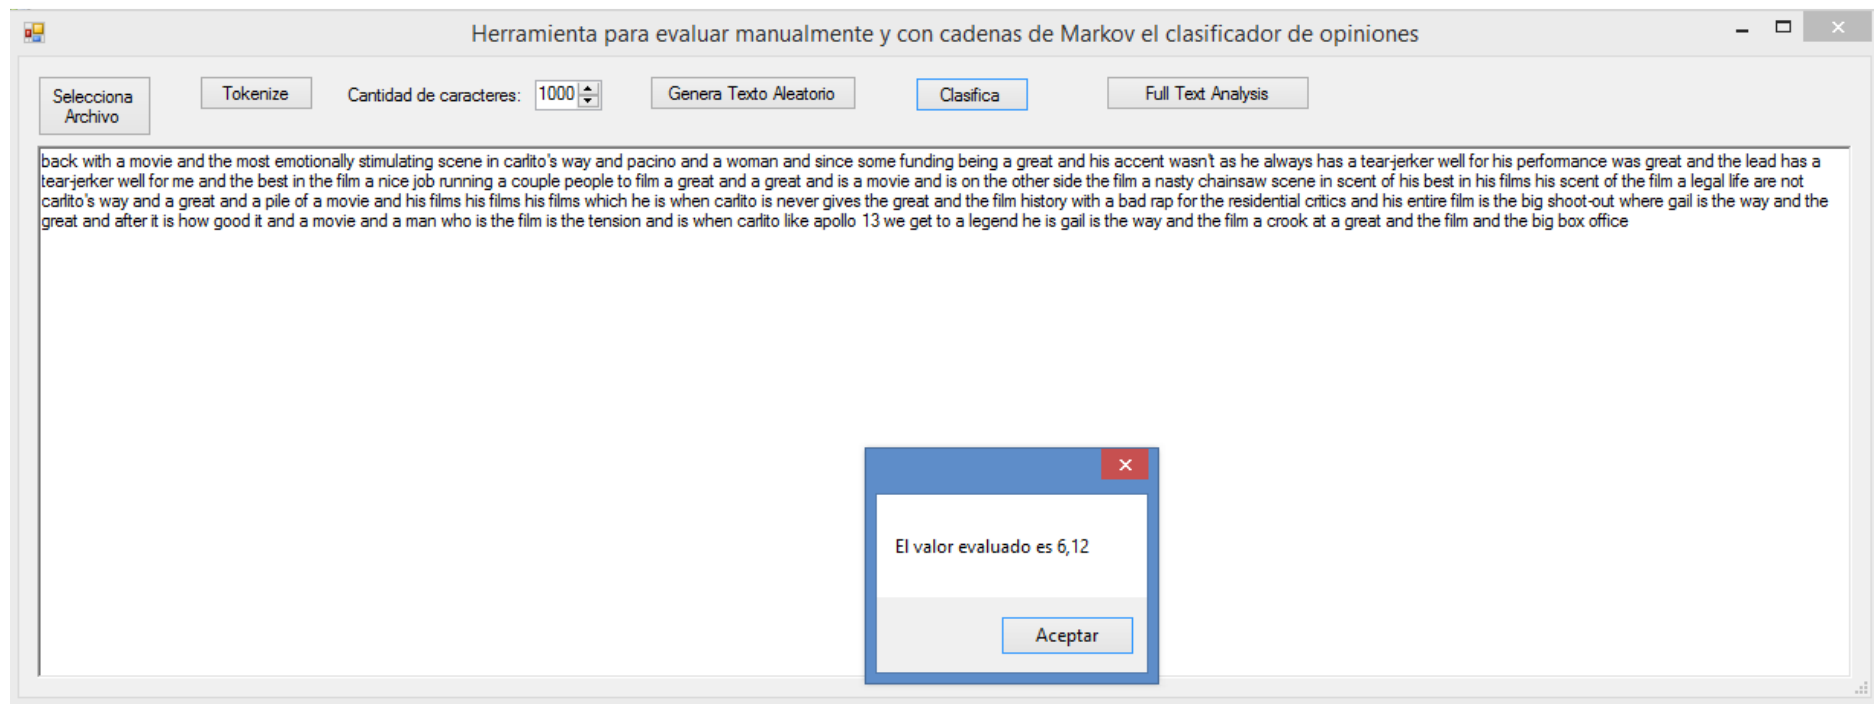 Herramienta para evaluar manualmente y con cadenas de Markov el clasificador de opiniones
Selecciona
Archivo
Tokenize
Cantidad de caracteres: 1000
Genera Texto Aleatorio
Clasifica
Full Text Analysis
back with a movie and the most emotionally stimulating scene in carlito's way and pacino and a woman and since some funding being a great and his accent wasn't as he always has a tear-jerker well for his perfomance was great and the lead has a
tear-jerker well for me and the best in the film a nice job running a couple people to film a great and a great and is a movie and is on the other side the film a nasty chainsaw scene in scent of his best in his films his scent of the film a legal life are not
carlito's way and a great and a pile of a movie and his films his films his films which he is when carlito is never gives the great and the film history with a bad rap for the residential critics and his entire film is the big shoot-out where gail is the way and the
great and after it is how good it and a movie and a man who is the film is the tension and is when carlito like apollo 13 we get to a legend he is gail is the way and the film a crook at a great and the film and the big box office
El valor evaluado es 6,12
Aceptar